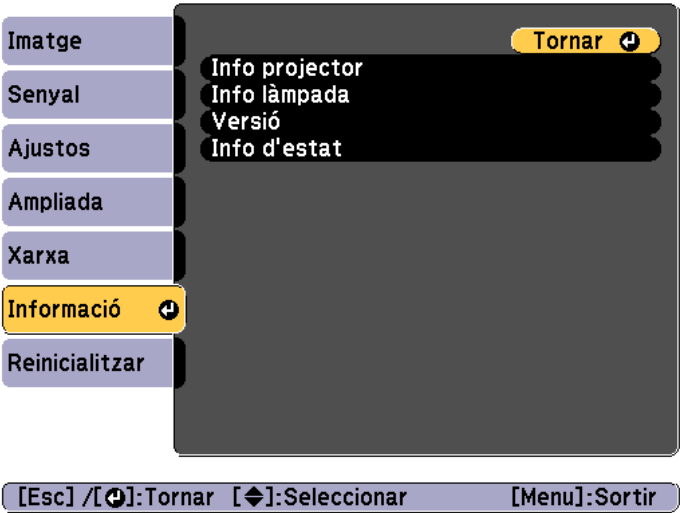 Imatge
Senyal
Ajustos
Ampliada
Xarxa
Informació
Reinicialitzar
Tornar
Info projector
Info làmpada
Versió
Info d'estat
[Esc] /[⏎]:Tornar [◆]:Seleccionar [Menu]:Sortir